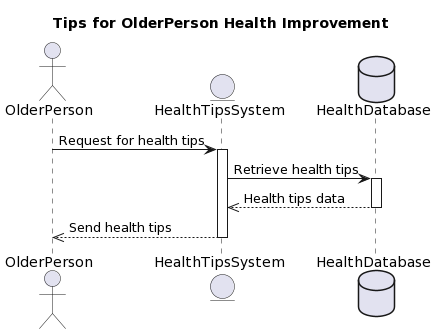 Tips for OlderPerson Health Improvement
OlderPerson HealthTipsSystem HealthDatabase
Request for health tips
Retrieve health tips
Health tips data
Send health tips
OlderPerson HealthTipsSystem HealthDatabase